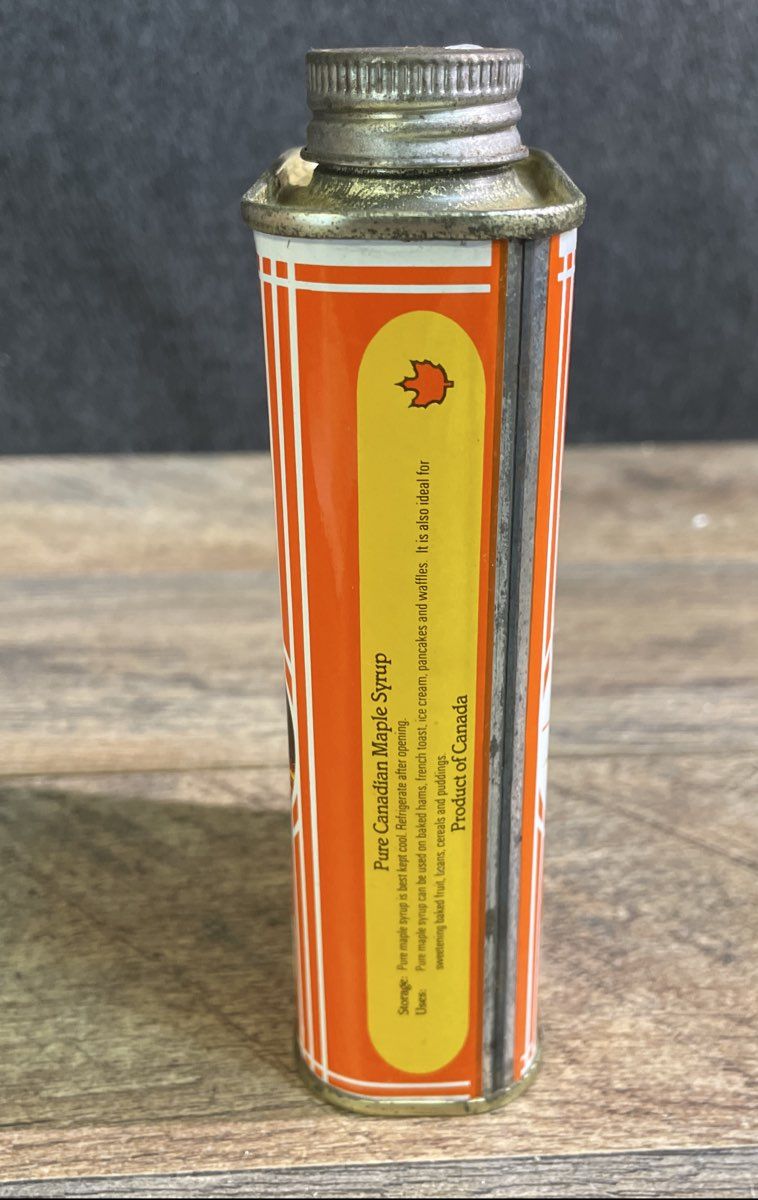 Pure Canadian Maple Syrup
Storage: Pure maple syrup is best kept cool. Refrigerate after opening.
Uses: Pure maple syrup can be used on baked hams, french toast, ice cream, pancakes and waffles. It is also ideal for
sweetening baked fruit, beans, cereals and puddings.
Product of Canada